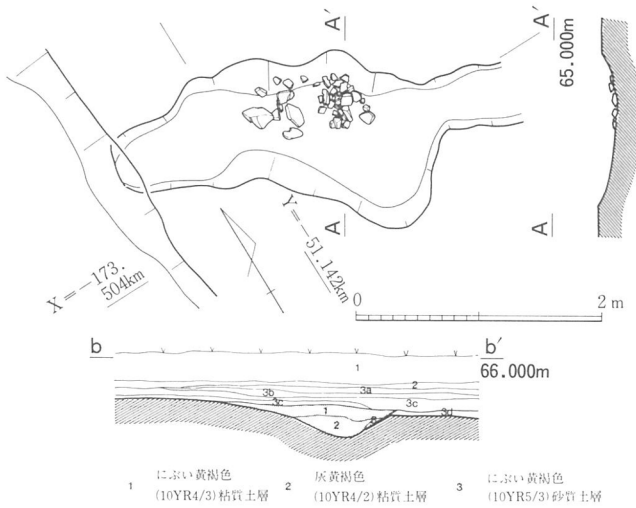 A′
A′
65.000m
A
A
X＝−173.
504km
Y＝−51.142km
0
2 m
b
b′
66.000m
1
2
3a
3b
3c
3c
3d
1
2
1 にぶい黄褐色
(10YR4/3)粘質土層
2 灰黄褐色
(10YR4/2)粘質土層
3 にぶい黄褐色
(10YR5/3)砂質土層